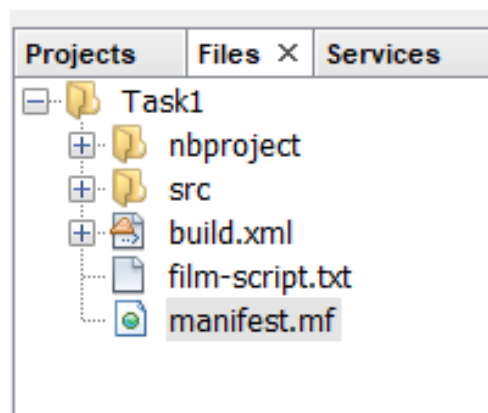 Projects Files × Services
Task1
nbproject
src
build.xml
film-script.txt
manifest.mf